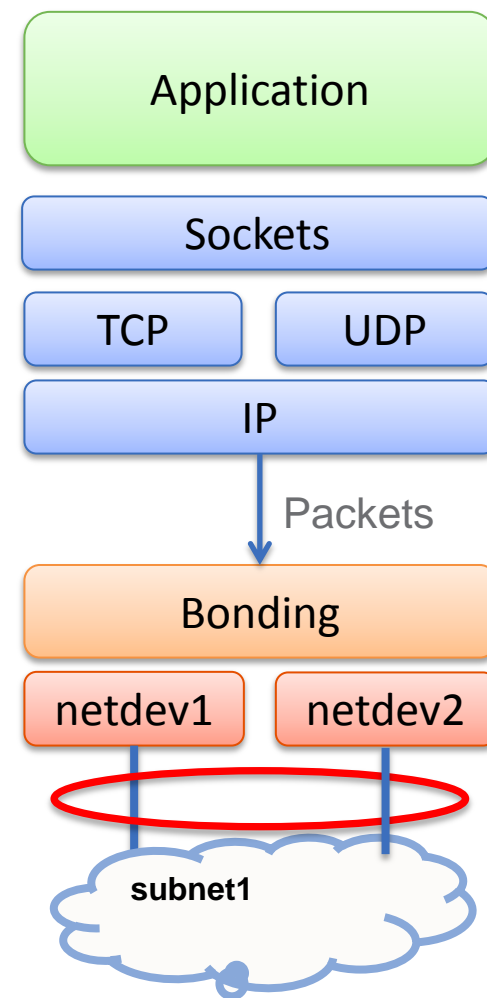 Application
Sockets
TCP
UDP
IP
Packets
Bonding
netdev1
netdev2
subnet1